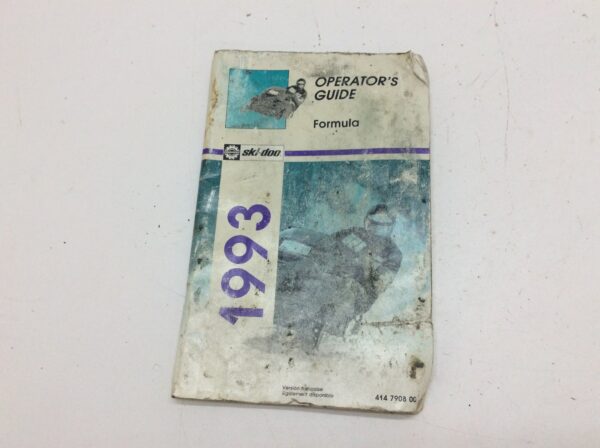 OPERATOR'S
GUIDE
Formula
ski-doo
1993
Version française
également disponible
414 7908 00